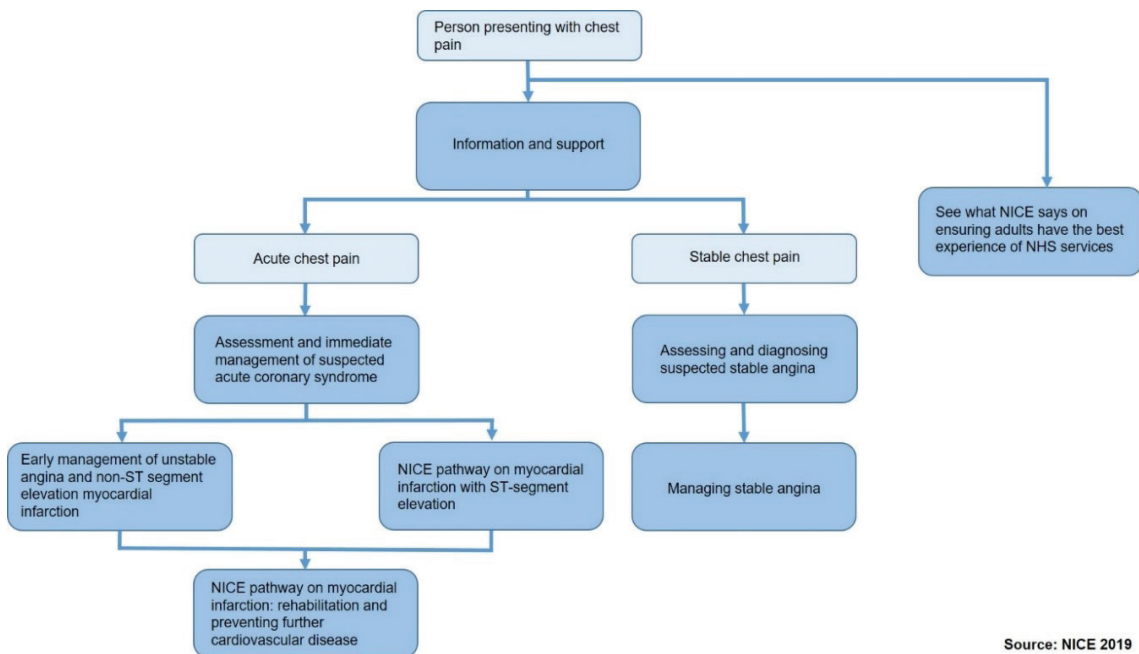 Person presenting with chest
pain
Information and support
See what NICE says on
ensuring adults have the best
experience of NHS services
Acute chest pain
Stable chest pain
Assessment and immediate
management of suspected
acute coronary syndrome
Assessing and diagnosing
suspected stable angina
Early management of unstable
angina and non-ST segment
elevation myocardial
infarction
NICE pathway on myocardial
infarction with ST-segment
elevation
Managing stable angina
NICE pathway on myocardial
infarction: rehabilitation and
preventing further
cardiovascular disease
Source: NICE 2019